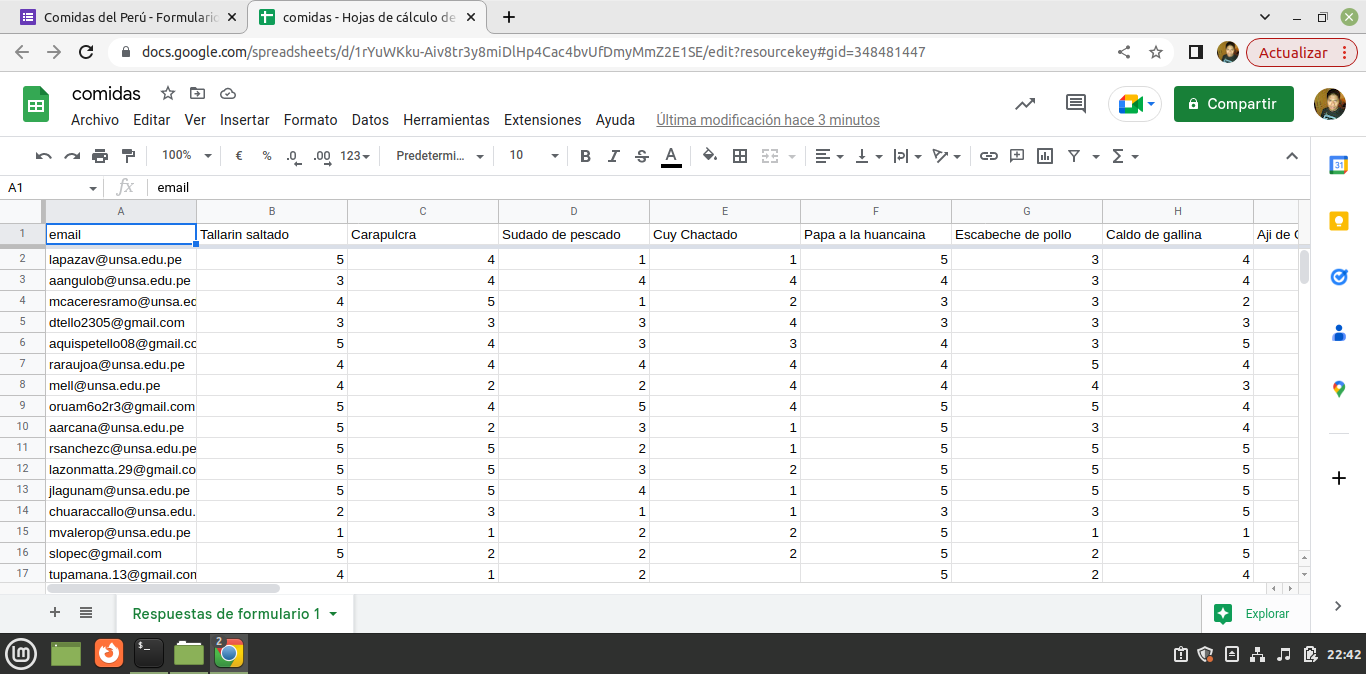 Comidas del Perú - Formulario
comidas - Hojas de cálculo de
docs.google.com/spreadsheets/d/1rYuWKku-Aiv8tr3y8miDlHp4Cac4bvUfDmyMmZ2E1SE/edit?resourcekey#gid=348481447
Actualizar
comidas
Compartir
Archivo Editar Ver Insertar Formato Datos Herramientas Extensiones Ayuda Última modificación hace 3 minutos
100% € % .0 .00 123 Predetermi... 10 B I S A Σ
31
A1 fx email
A B C D E F G H
1 email Tallarin saltado Carapulcra Sudado de pescado Cuy Chactado Papa a la huancaina Escabeche de pollo Caldo de gallina Aji de
2 lapazav@unsa.edu.pe 5 4 1 1 5 3 4
3 aangulob@unsa.edu.pe 3 4 4 4 4 3 4
4 mcaceresramo@unsa.ed 4 5 1 2 3 3 2
5 dtello2305@gmail.com 3 3 3 4 3 3 3
6 aquispetello08@gmail.co 5 4 3 3 4 3 5
7 raraujoa@unsa.edu.pe 4 4 4 4 4 5 4
8 mell@unsa.edu.pe 4 2 2 4 4 4 3
9 oruam6o2r3@gmail.com 5 4 5 4 5 5 4
10 aarcana@unsa.edu.pe 5 2 3 1 5 3 4
11 rsanchezc@unsa.edu.pe 5 5 2 1 5 5 5
12 lazonmatta.29@gmail.co 5 5 3 2 5 5 5
13 jlagunam@unsa.edu.pe 5 5 4 1 5 5 5
14 chuaraccallo@unsa.edu. 2 3 1 1 3 3 5
15 mvalerop@unsa.edu.pe 1 1 2 2 5 1 1
16 slopec@gmail.com 5 2 2 2 5 2 5
17 tupamana.13@gmail.com 4 1 2 5 2 4
Respuestas de formulario 1
Explorar
2
22:42